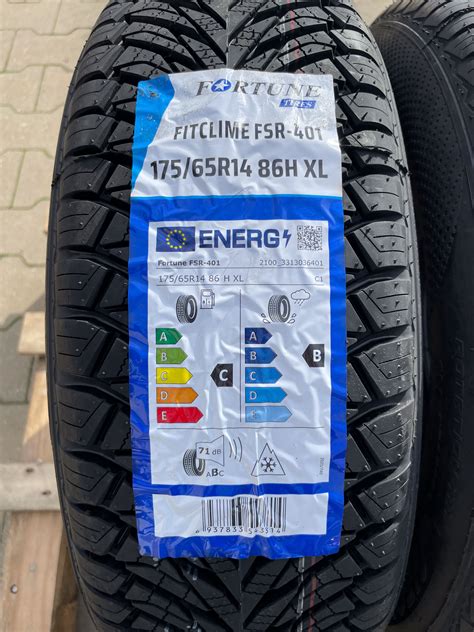 FORTUNE
TIRES
FITCLIME FSR-401
175/65R14 86H XL
ENERG
Fortune FSR-401 2100_3313036401
175/65R14 86 H XL C1
A A
B B B
C C C
D D
E E
71 dB
ABC